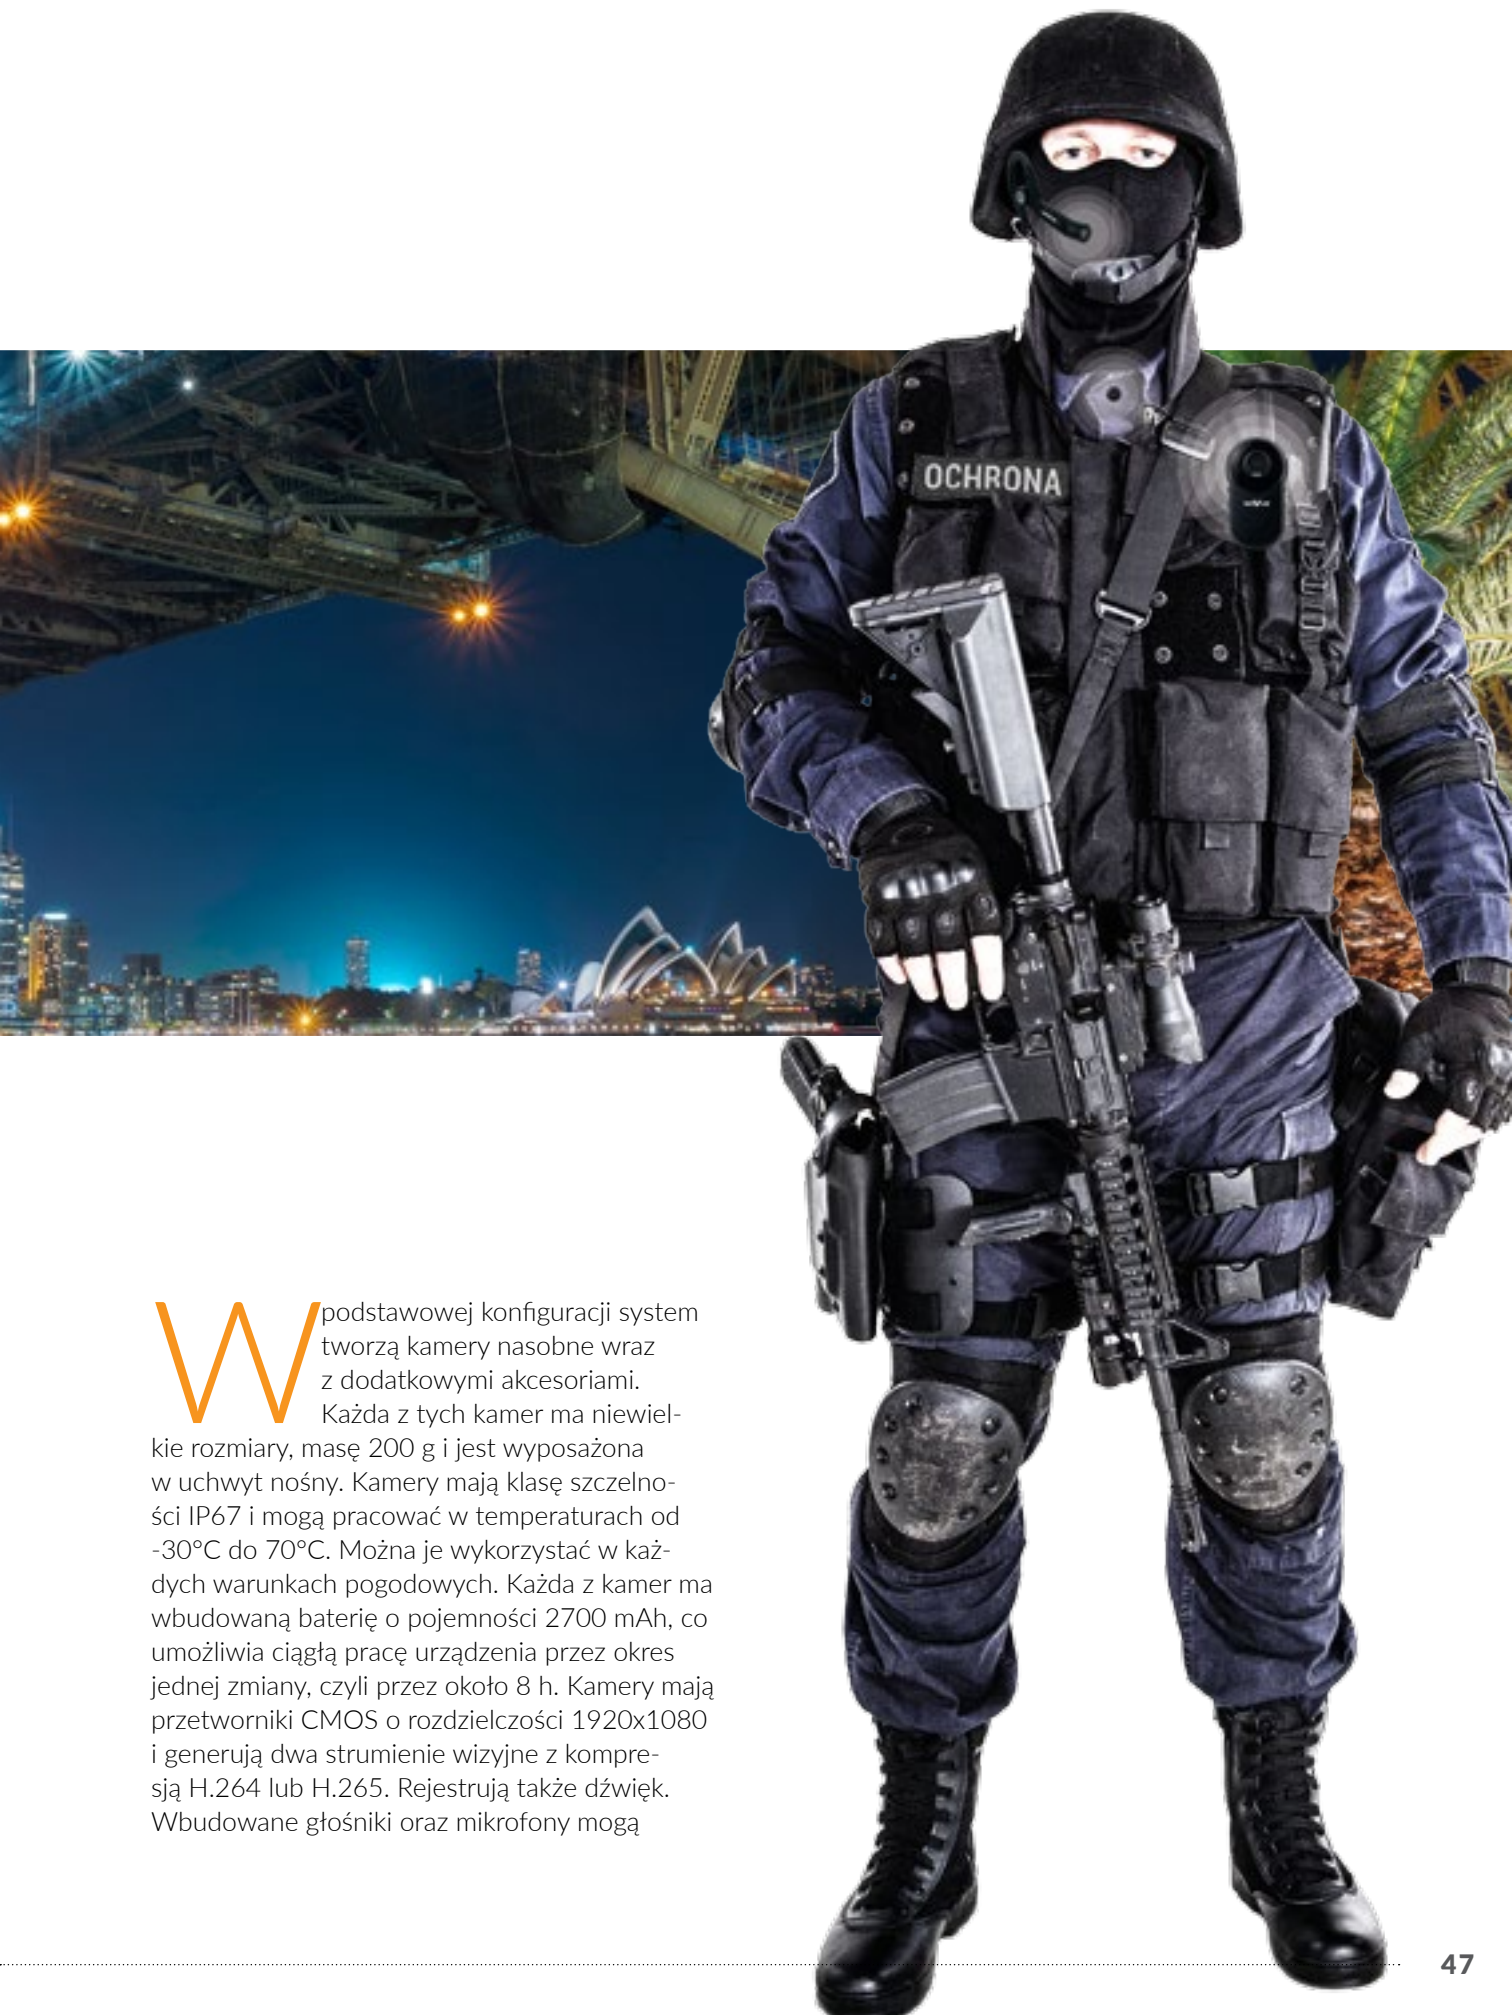 OCHRONA
W podstawowej konfiguracji system
tworzą kamery nasobne wraz
z dodatkowymi akcesoriami.
Każda z tych kamer ma niewiel-
kie rozmiary, masę 200 g i jest wyposażona
w uchwyt nośny. Kamery mają klasę szczelno-
ści IP67 i mogą pracować w temperaturach od
-30°C do 70°C. Można je wykorzystać w każ-
dych warunkach pogodowych. Każda z kamer ma
wbudowaną baterię o pojemności 2700 mAh, co
umożliwia ciągłą pracę urządzenia przez okres
jednej zmiany, czyli przez około 8 h. Kamery mają
przetworniki CMOS o rozdzielczości 1920x1080
i generują dwa strumienie wizyjne z kompre-
sją H.264 lub H.265. Rejestrują także dźwięk.
Wbudowane głośniki oraz mikrofony mogą
47